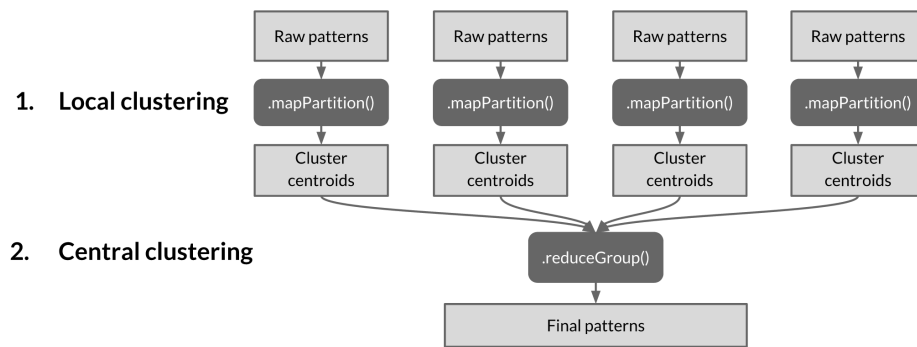 Raw patterns
Raw patterns
Raw patterns
Raw patterns
1. Local clustering
.mapPartition()
.mapPartition()
.mapPartition()
.mapPartition()
Cluster
centroids
Cluster
centroids
Cluster
centroids
Cluster
centroids
2. Central clustering
.reduceGroup()
Final patterns